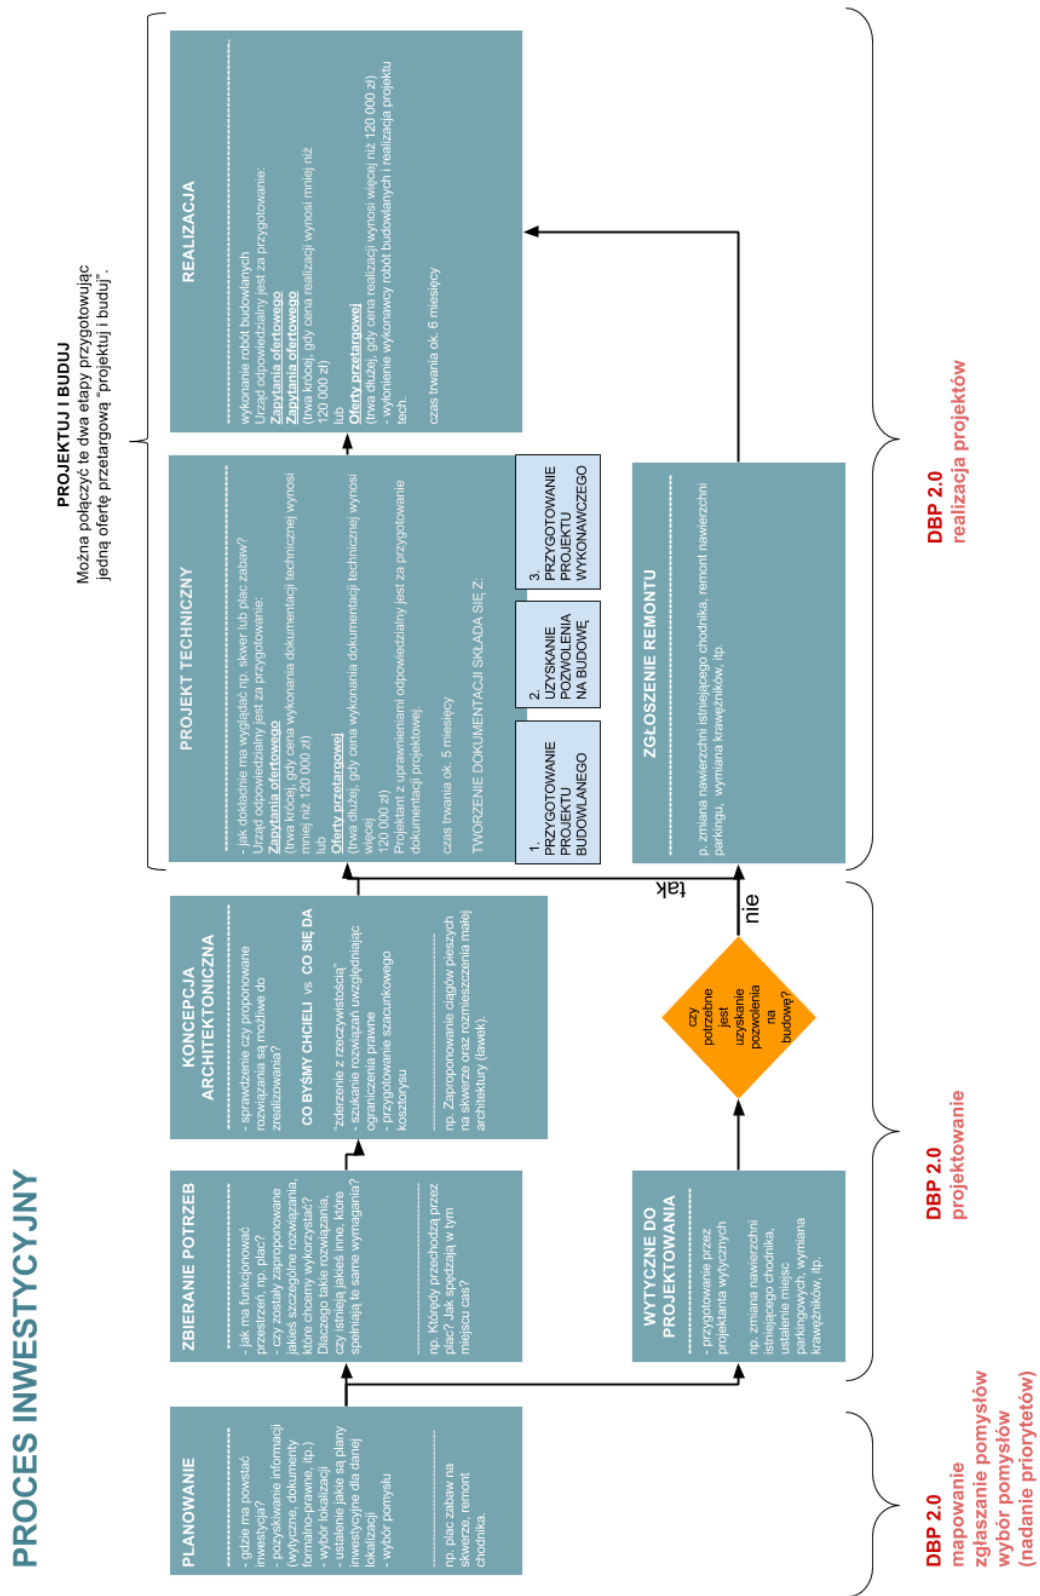 PROCES INWESTYCYJNY
PROJEKTUJ I BUDUJ
Można połączyć te dwa etapy przygotowując
jedną ofertę przetargową "projektuj i buduj".
PLANOWANIE
- gdzie ma powstać
inwestycja?
- pozyskiwanie informacji
(wytyczne, dokumenty
formalno-prawne, itp.)
- wybór lokalizacji
- ustalenie jakie są plany
inwestycyjne dla danej
lokalizacji
- wybór pomysłu
np. plac zabaw na
skwerze, remont
chodnika.
ZBIERANIE POTRZEB
- jak ma funkcjonować
przestrzeń, np. plac?
- czy zostały zaproponowane
jakieś szczególne rozwiązania,
które chcemy wykorzystać?
Dlaczego takie rozwiązania,
czy istnieją jakieś inne, które
spełniają te same wymagania?
np. Którędy przechodzą przez
plac? Jak spędzają w tym
miejscu cas?
KONCEPCJA
ARCHITEKTONICZNA
- sprawdzenie czy proponowane
rozwiązania są możliwe do
zrealizowania?
CO BYŚMY CHCIELI vs CO SIĘ DA
"zderzenie z rzeczywistością"
- szukanie rozwiązań uwzględniając
ograniczenia prawne
- przygotowanie szacunkowego
kosztorysu
np. Zaproponowanie ciągów pieszych
na skwerze oraz rozmieszczenia małej
architektury (ławek).
PROJEKT TECHNICZNY
- jak dokładnie ma wyglądać np. skwer lub plac zabaw?
Urząd odpowiedzialny jest za przygotowanie:
Zapytania ofertowego
(trwa krócej, gdy cena wykonania dokumentacji technicznej wynosi
mniej niż 120 000 zł)
lub
Oferty przetargowej
(trwa dłużej, gdy cena wykonania dokumentacji technicznej wynosi
więcej
120 000 zł)
Projektant z uprawnieniami odpowiedzialny jest za przygotowanie
dokumentacji projektowej.
czas trwania ok. 5 miesięcy
TWORZENIE DOKUMENTACJI SKŁADA SIĘ Z:
1.
PRZYGOTOWANIE
PROJEKTU
BUDOWLANEGO
2.
UZYSKANIE
POZWOLENIA
NA BUDOWĘ
3.
PRZYGOTOWANIE
PROJEKTU
WYKONAWCZEGO
REALIZACJA
wykonanie robót budowlanych
Urząd odpowiedzialny jest za przygotowanie:
Zapytania ofertowego
Zapytania ofertowego
(trwa krócej, gdy cena realizacji wynosi mniej niż
120 000 zł)
lub
Oferty przetargowej
(trwa dłużej, gdy cena realizacji wynosi więcej niż 120 000 zł)
- wyłonienie wykonawcy robót budowlanych i realizacja projektu
tech.
czas trwania ok. 6 miesięcy
WYTYCZNE DO
PROJEKTOWANIA
- przygotowanie przez
projektanta wytycznych
np. zmiana nawierzchni
istniejącego chodnika,
ustalenie miejsc
parkingowych, wymiana
krawężników, itp.
czy
potrzebne
jest
uzyskanie
pozwolenia
na
budowę?
tak
nie
ZGŁOSZENIE REMONTU
p. zmiana nawierzchni istniejącego chodnika, remont nawierzchni
parkingu, wymiana krawężników, itp.
DBP 2.0
mapowanie
zgłaszanie pomysłów
wybór pomysłów
(nadanie priorytetów)
DBP 2.0
projektowanie
DBP 2.0
realizacja projektów